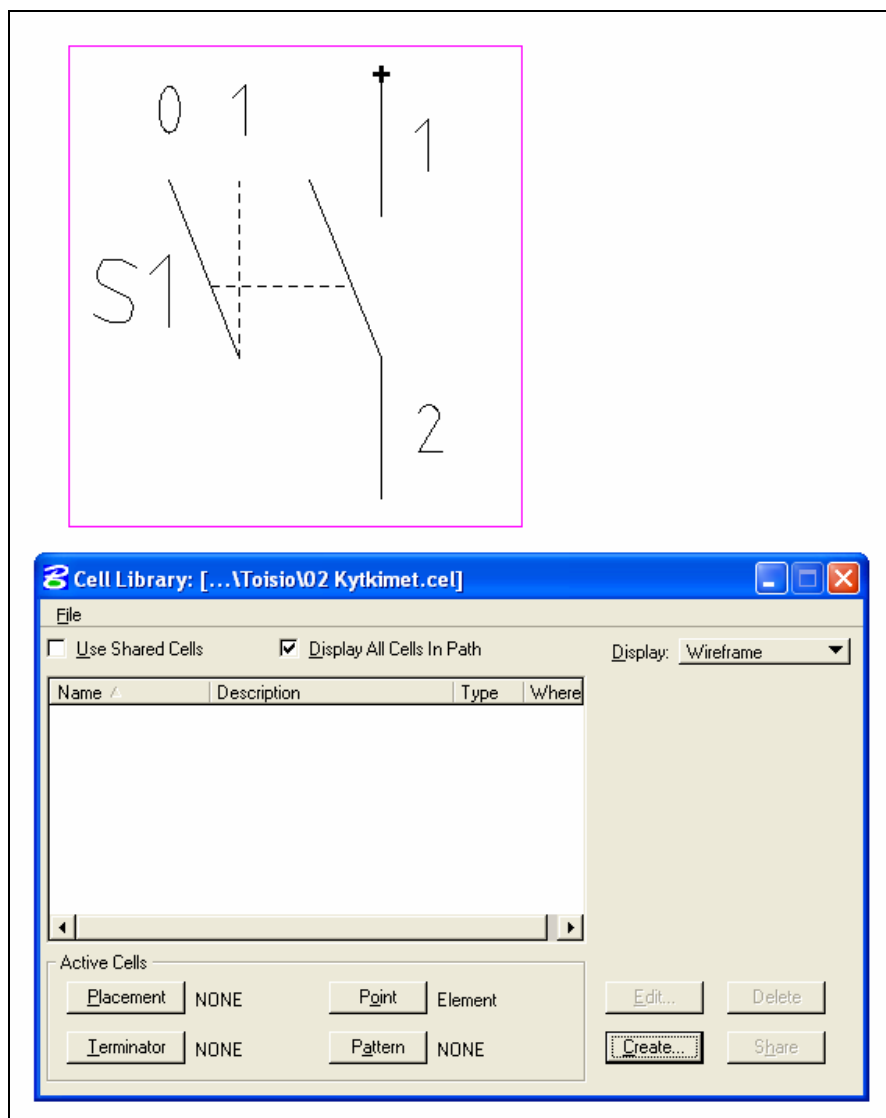 0 1
1
S1
2
Cell Library: [...\Toisio\02 Kytkimet.cel]
File
Use Shared Cells Display All Cells In Path Display: Wireframe
Name Description Type Where
Active Cells
Placement NONE Point Element Edit... Delete
Terminator NONE Pattern NONE Create... Share